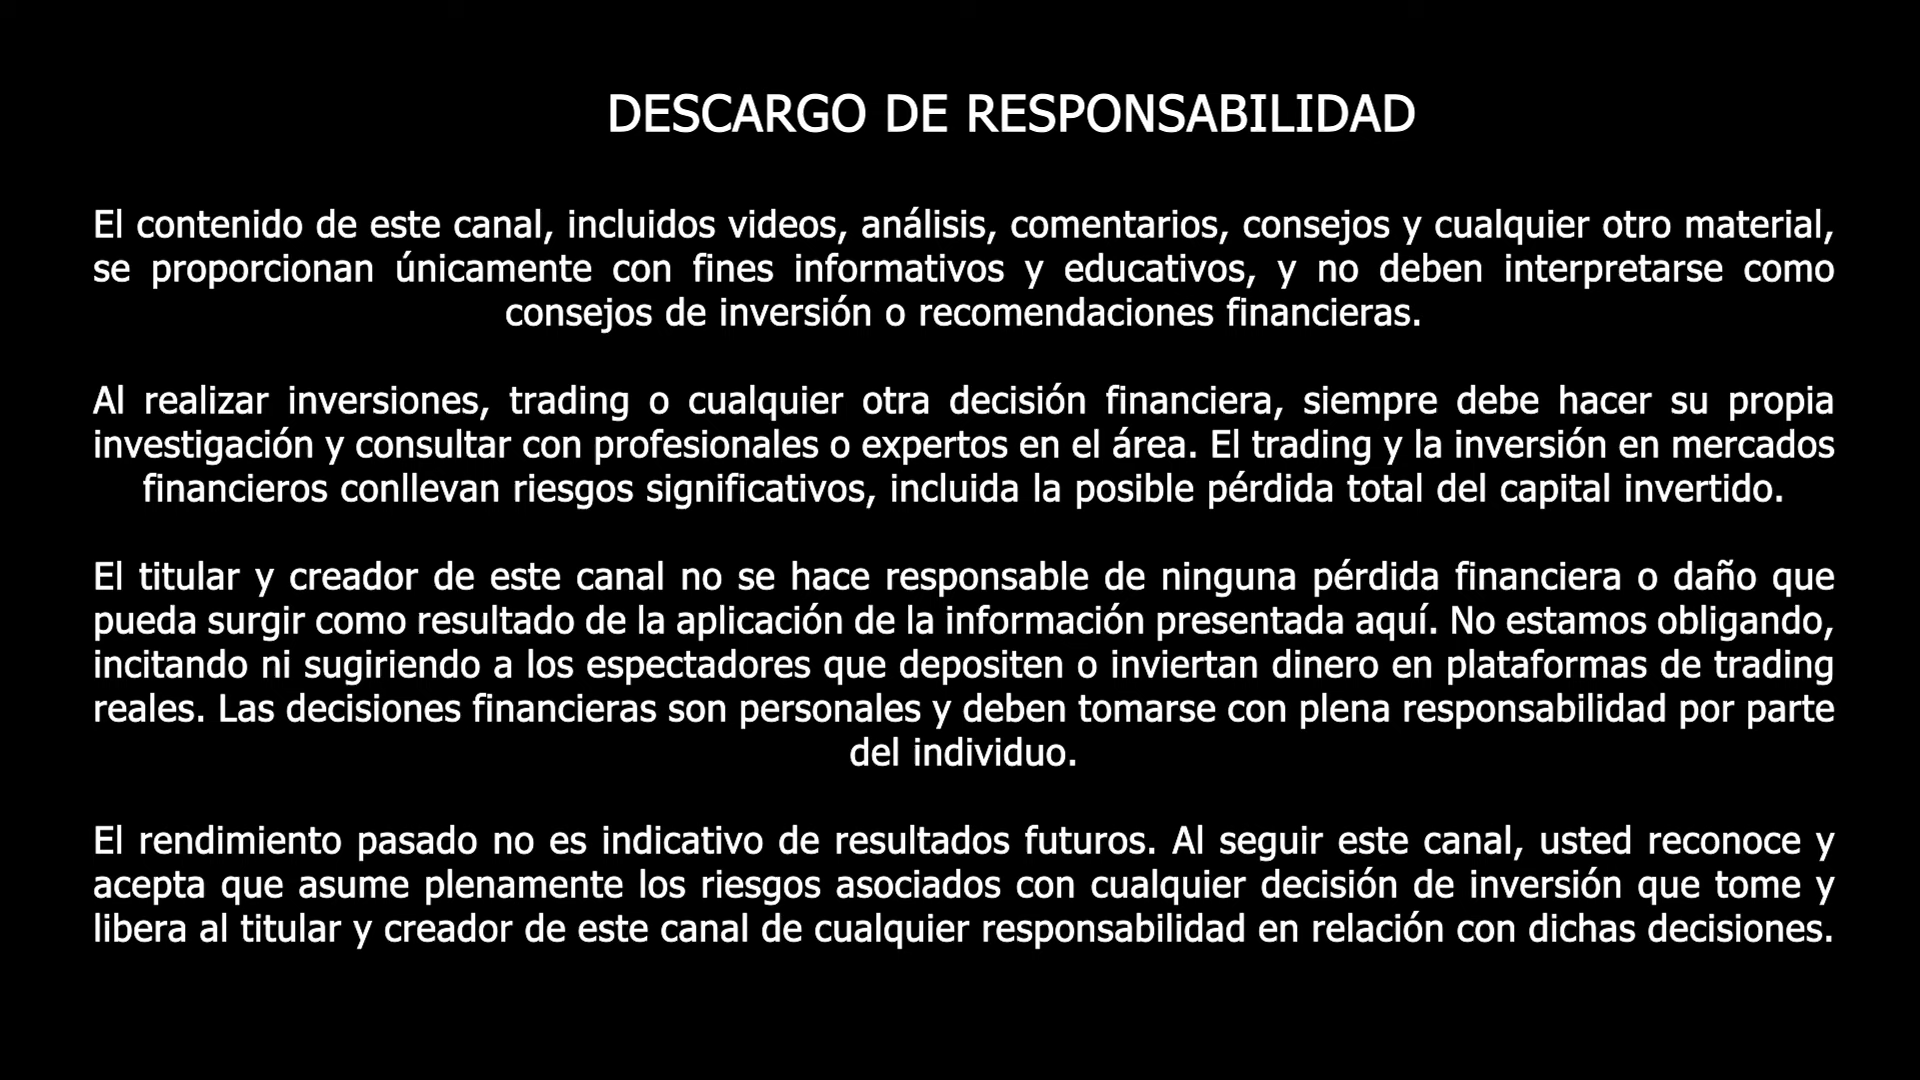 DESCARGO DE RESPONSABILIDAD
El contenido de este canal, incluidos videos, análisis, comentarios, consejos y cualquier otro material,
se proporcionan únicamente con fines informativos y educativos, y no deben interpretarse como
consejos de inversión o recomendaciones financieras.
Al realizar inversiones, trading o cualquier otra decisión financiera, siempre debe hacer su propia
investigación y consultar con profesionales o expertos en el área. El trading y la inversión en mercados
financieros conllevan riesgos significativos, incluida la posible pérdida total del capital invertido.
El titular y creador de este canal no se hace responsable de ninguna pérdida financiera o daño que
pueda surgir como resultado de la aplicación de la información presentada aquí. No estamos obligando,
incitando ni sugiriendo a los espectadores que depositen o inviertan dinero en plataformas de trading
reales. Las decisiones financieras son personales y deben tomarse con plena responsabilidad por parte
del individuo.
El rendimiento pasado no es indicativo de resultados futuros. Al seguir este canal, usted reconoce y
acepta que asume plenamente los riesgos asociados con cualquier decisión de inversión que tome y
libera al titular y creador de este canal de cualquier responsabilidad en relación con dichas decisiones.